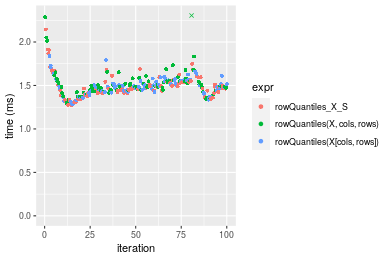 2.0
1.5
1.0
0.5
0.0
time (ms)
0
25
50
75
100
iteration
expr
rowQuantiles_X_S
rowQuantiles(X, cols, rows)
rowQuantiles(X[cols, rows])